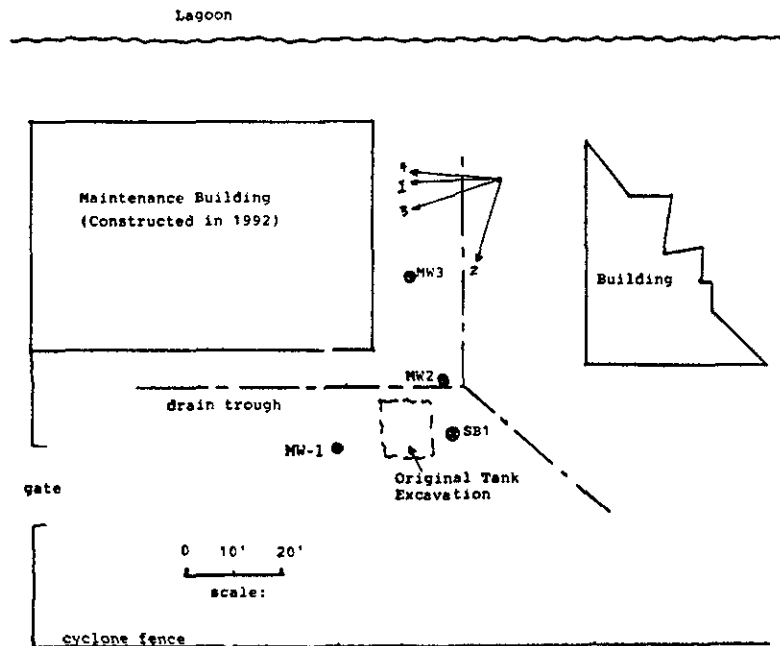 Lagoon
Maintenance Building
(Constructed in 1992)
4
1
3
2
MW3
Building
MW2
drain trough
SB1
MW-1
Original Tank
Excavation
gate
0 10' 20'
scale:
cyclone fence